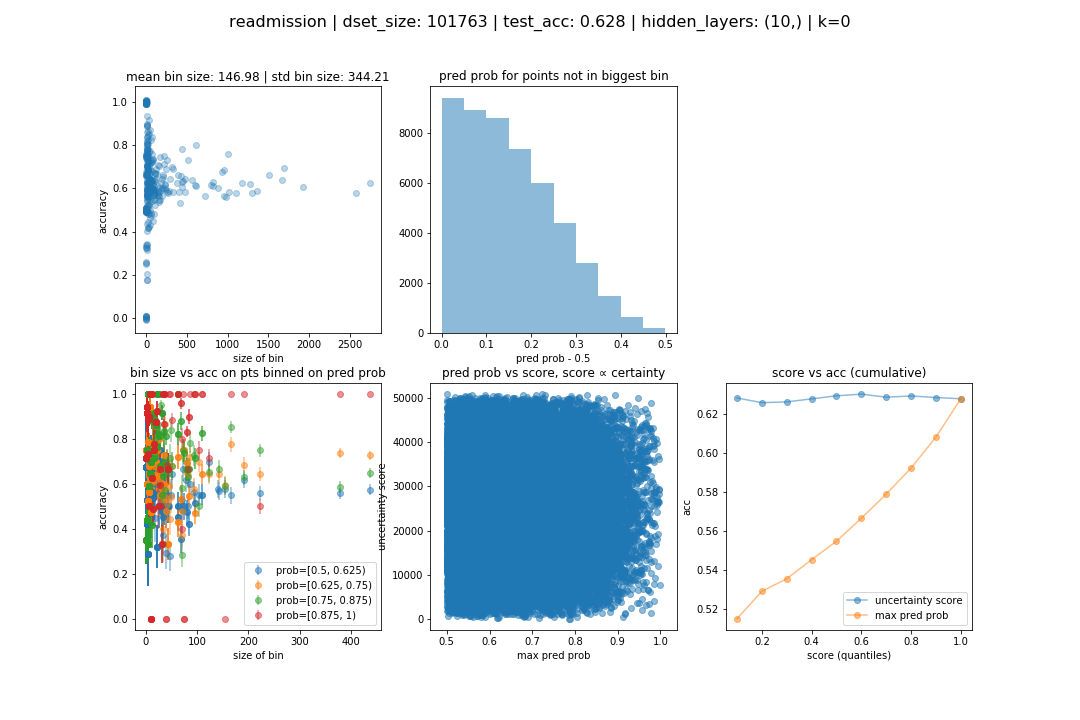 readmission | dset_size: 101763 | test_acc: 0.628 | hidden_layers: (10,) | k=0
mean bin size: 146.98 | std bin size: 344.21
accuracy
1.0
0.8
0.6
0.4
0.2
0.0
0
500
1000
1500
2000
2500
size of bin
pred prob for points not in biggest bin
8000
6000
4000
2000
0
0.0
0.1
0.2
0.3
0.4
0.5
pred prob - 0.5
bin size vs acc on pts binned on pred prob
accuracy
1.0
0.8
0.6
0.4
0.2
0.0
prob=[0.5, 0.625)
prob=[0.625, 0.75)
prob=[0.75, 0.875)
prob=[0.875, 1)
0
100
200
300
400
size of bin
pred prob vs score, score ∝ certainty
uncertainty score
50000
40000
30000
20000
10000
0
0.5
0.6
0.7
0.8
0.9
1.0
max pred prob
score vs acc (cumulative)
acc
0.62
0.60
0.58
0.56
0.54
0.52
uncertainty score
max pred prob
0.2
0.4
0.6
0.8
1.0
score (quantiles)